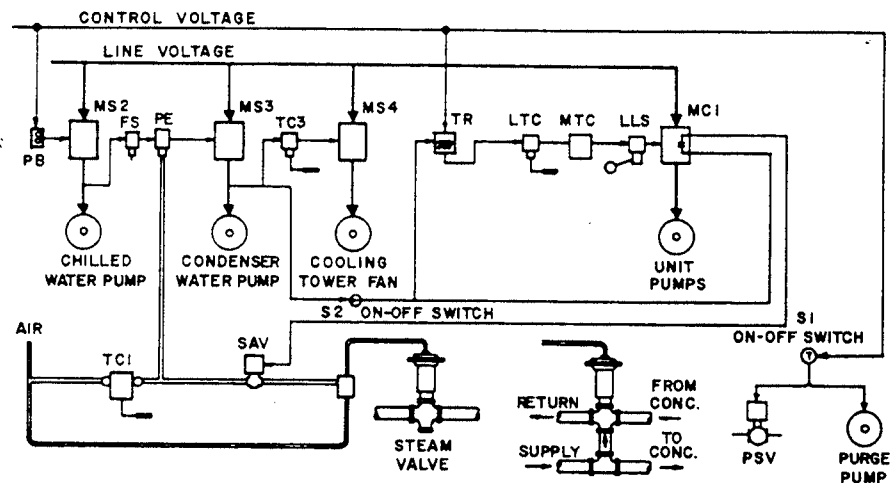 CONTROL VOLTAGE
LINE VOLTAGE
MS2
MS3
MS4
MC1
FS
PE
TC3
TR
LTC
MTC
LLS
PB
CHILLED
WATER PUMP
CONDENSER
WATER PUMP
COOLING
TOWER FAN
UNIT
PUMPS
S2 ON-OFF SWITCH
S1
ON-OFF SWITCH
AIR
TC1
SAV
STEAM
VALVE
RETURN
FROM
CONC.
SUPPLY
TO
CONC.
PSV
PURGE
PUMP